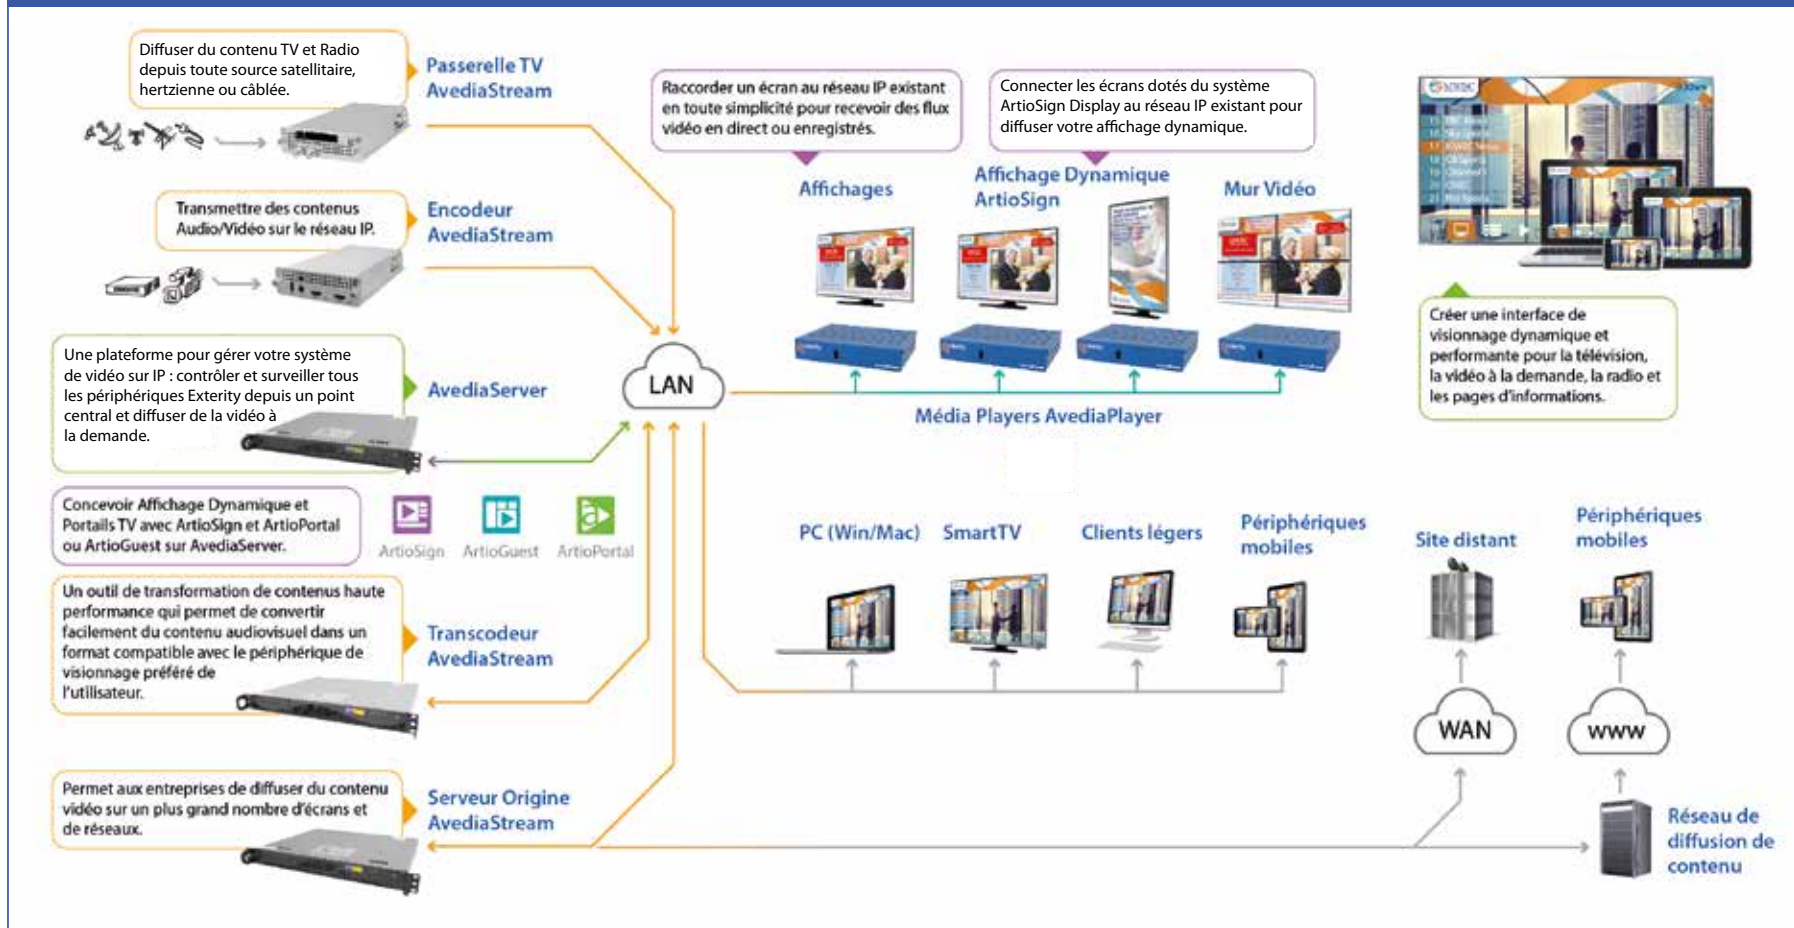 Diffuser du contenu TV et Radio
depuis toute source satellitaire,
hertzienne ou câblée.
Passerelle TV
AvediaStream
Transmettre des contenus
Audio/Vidéo sur le réseau IP.
Encodeur
AvediaStream
Une plateforme pour gérer votre système
de vidéo sur IP : contrôler et surveiller tous
les périphériques Exterity depuis un point
central et diffuser de la vidéo à
la demande.
AvediaServer
Concevoir Affichage Dynamique et
Portails TV avec ArtioSign et ArtioPortal
ou ArtioGuest sur AvediaServer.
ArtioSign
ArtioGuest
ArtioPortal
Un outil de transformation de contenus haute
performance qui permet de convertir
facilement du contenu audiovisuel dans un
format compatible avec le périphérique de
visionnage préféré de
l'utilisateur.
Transcodeur
AvediaStream
Permet aux entreprises de diffuser du contenu
vidéo sur un plus grand nombre d'écrans et
de réseaux.
Serveur Origine
AvediaStream
LAN
Raccorder un écran au réseau IP existant
en toute simplicité pour recevoir des flux
vidéo en direct ou enregistrés.
Connecter les écrans dotés du système
ArtioSign Display au réseau IP existant pour
diffuser votre affichage dynamique.
Affichages
Affichage Dynamique
ArtioSign
Mur Vidéo
Média Players AvediaPlayer
Créer une interface de
visionnage dynamique et
performante pour la télévision,
la vidéo à la demande, la radio et
les pages d'informations.
PC (Win/Mac)
SmartTV
Clients légers
Périphériques
mobiles
Site distant
Périphériques
mobiles
WAN
www
Réseau de
diffusion de
contenu